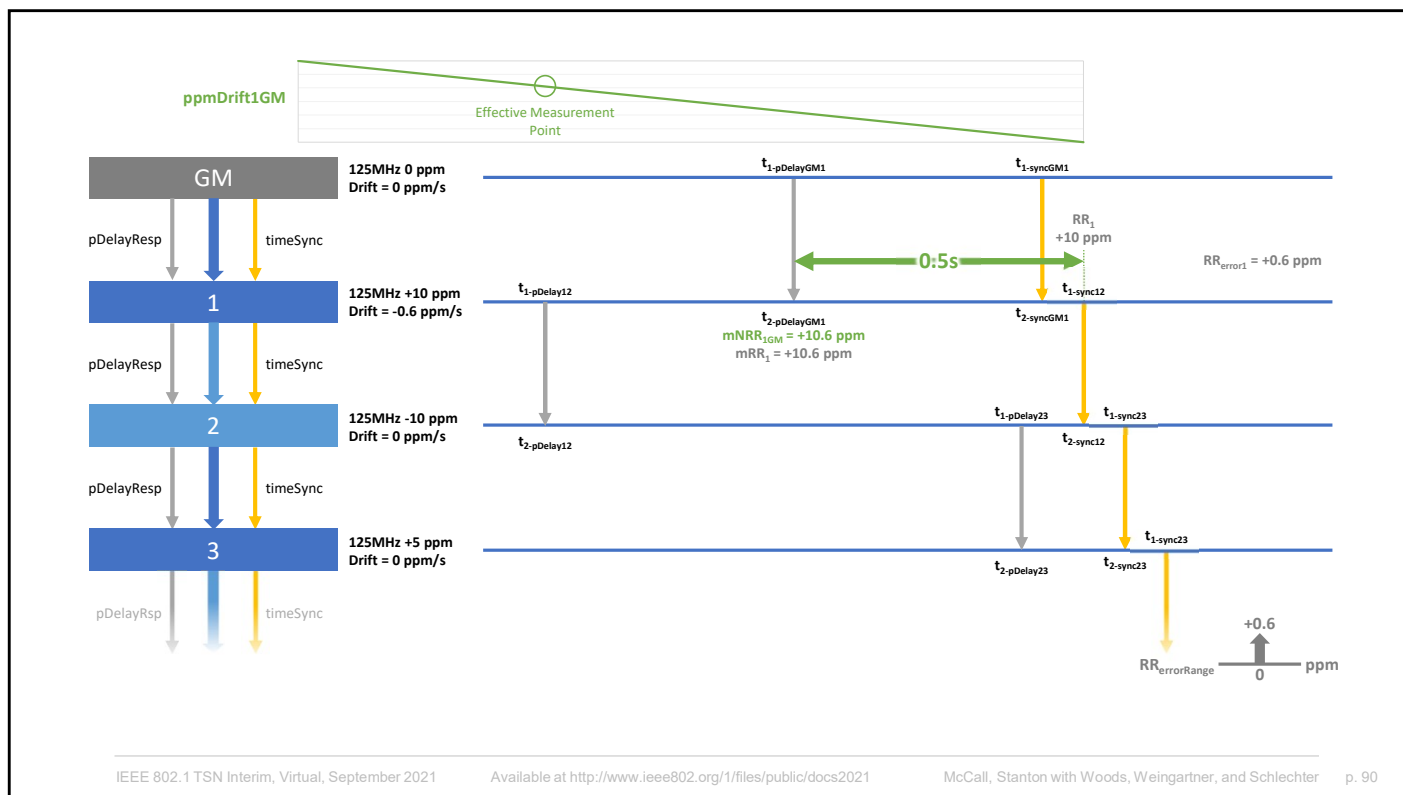 ppmDrift1GM
Effective Measurement
Point
GM
125MHz 0 ppm
Drift = 0 ppm/s
t1-pDelayGM1
t1-syncGM1
pDelayResp
timeSync
RR1
+10 ppm
0.5s
RRerror1 = +0.6 ppm
1
125MHz +10 ppm
Drift = -0.6 ppm/s
t1-pDelay12
t1-sync12
t2-pDelayGM1
t2-syncGM1
mNRR1GM = +10.6 ppm
mRR1 = +10.6 ppm
pDelayResp
timeSync
2
125MHz -10 ppm
Drift = 0 ppm/s
t1-pDelay23
t1-sync23
t2-pDelay12
t2-sync12
pDelayResp
timeSync
3
125MHz +5 ppm
Drift = 0 ppm/s
t1-sync23
t2-pDelay23
t2-sync23
pDelayRsp
timeSync
+0.6
RRerrorRange
ppm
0
IEEE 802.1 TSN Interim, Virtual, September 2021
Available at http://www.ieee802.org/1/files/public/docs2021
McCall, Stanton with Woods, Weingartner, and Schlechter
p. 90